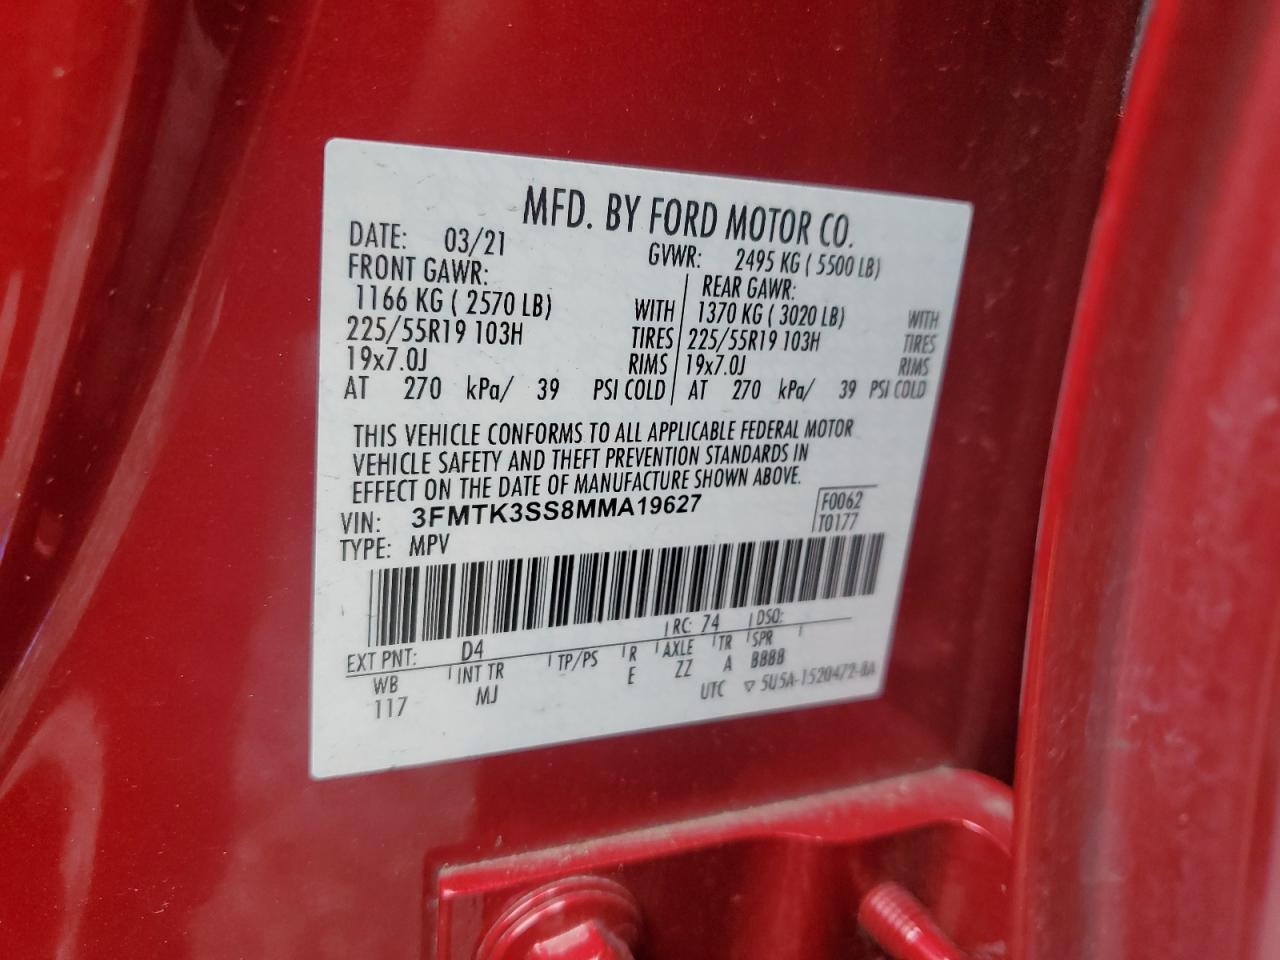 MFD. BY FORD MOTOR CO.
DATE: 03/21 GVWR: 2495 KG ( 5500 LB)
FRONT GAWR: REAR GAWR:
1166 KG ( 2570 LB) WITH 1370 KG ( 3020 LB) WITH
225/55R19 103H TIRES 225/55R19 103H TIRES
19x7.0J RIMS 19x7.0J RIMS
AT 270 kPa/ 39 PSI COLD AT 270 kPa/ 39 PSI COLD
THIS VEHICLE CONFORMS TO ALL APPLICABLE FEDERAL MOTOR
VEHICLE SAFETY AND THEFT PREVENTION STANDARDS IN
EFFECT ON THE DATE OF MANUFACTURE SHOWN ABOVE.
VIN: 3FMTK3SS8MMA19627 F0062
TYPE: MPV T0177
EXT PNT: D4 RC: 74 DSO:
WB INT TR TP/PS R AXLE TR SPR
117 MJ E ZZ A BBBB
UTC ▽ 5U5A-1520472-BA